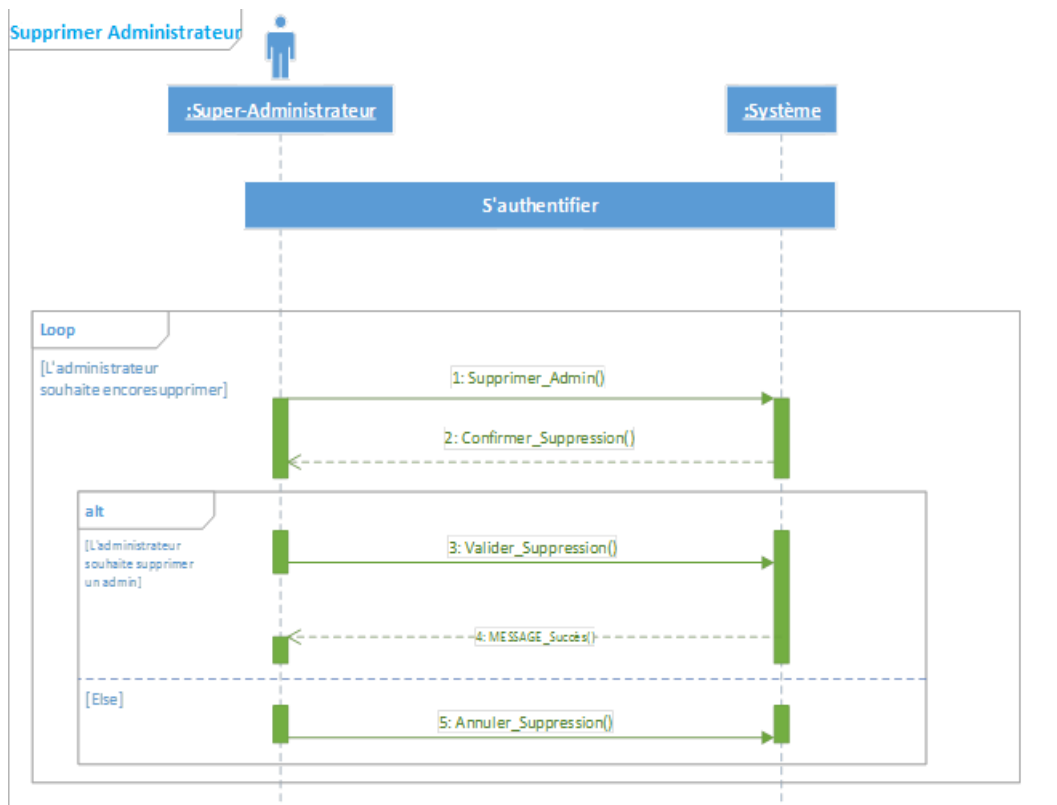 Supprimer Administrateur
:Super-Administrateur
:Système
S'authentifier
Loop
[L'administrateur
souhaite encoresupprimer]
1: Supprimer_Admin()
2: Confirmer_Suppression()
alt
[L'administrateur
souhaite supprimer
un admin]
3: Valider_Suppression()
4: MESSAGE_Succès()
[Else]
5: Annuler_Suppression()